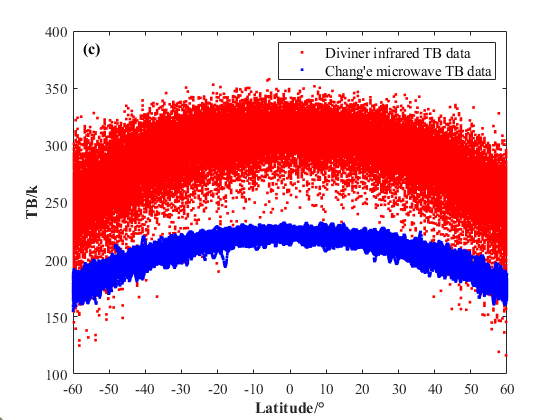 400
(c)
Diviner infrared TB data
Chang'e microwave TB data
350
300
250
200
150
100
TB/k
-60 -50 -40 -30 -20 -10 0 10 20 30 40 50 60
Latitude/°